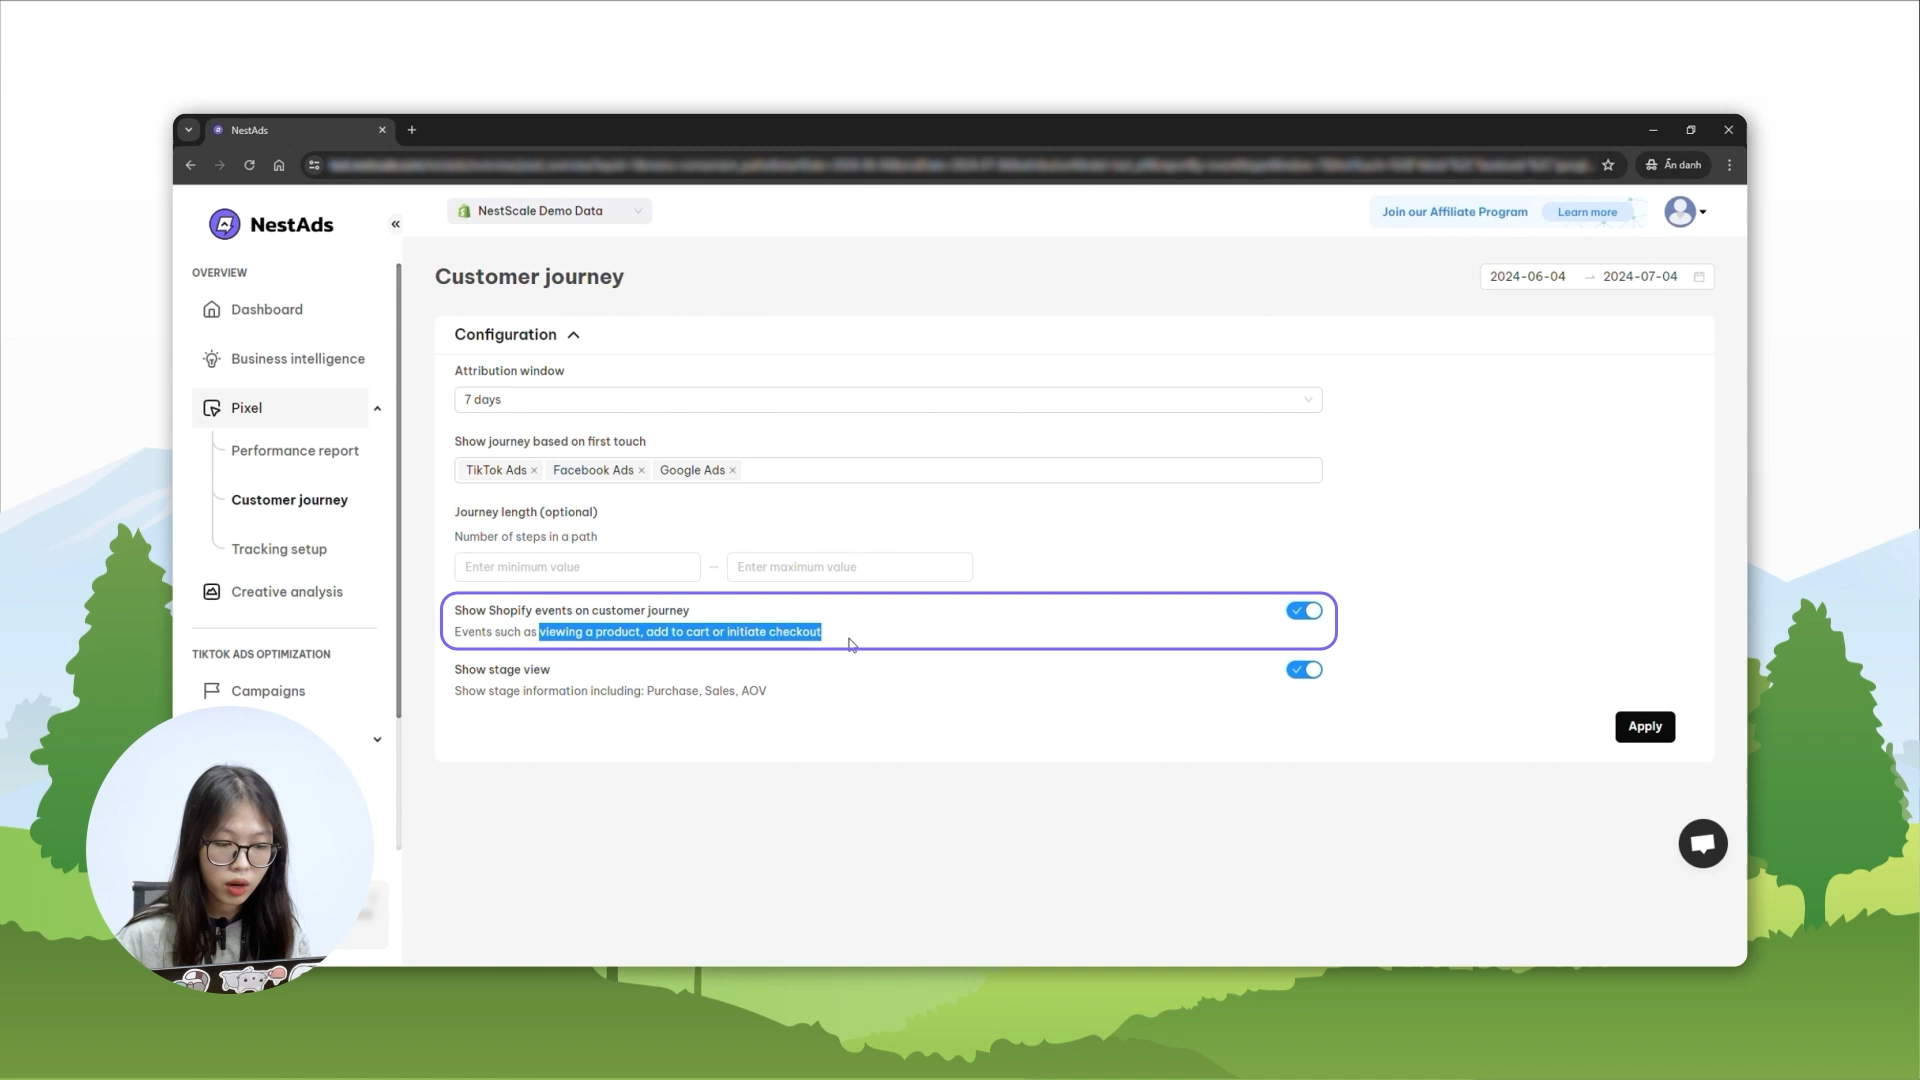 NestAds
Ẩn danh
NestAds
NestScale Demo Data
Join our Affiliate Program
Learn more
OVERVIEW
Dashboard
Business intelligence
Pixel
Performance report
Customer journey
Tracking setup
Creative analysis
TIKTOK ADS OPTIMIZATION
Campaigns
Customer journey
2024-06-04 → 2024-07-04
Configuration
Attribution window
7 days
Show journey based on first touch
TikTok Ads × Facebook Ads × Google Ads ×
Journey length (optional)
Number of steps in a path
Enter minimum value – Enter maximum value
Show Shopify events on customer journey
Events such as viewing a product, add to cart or initiate checkout
Show stage view
Show stage information including: Purchase, Sales, AOV
Apply